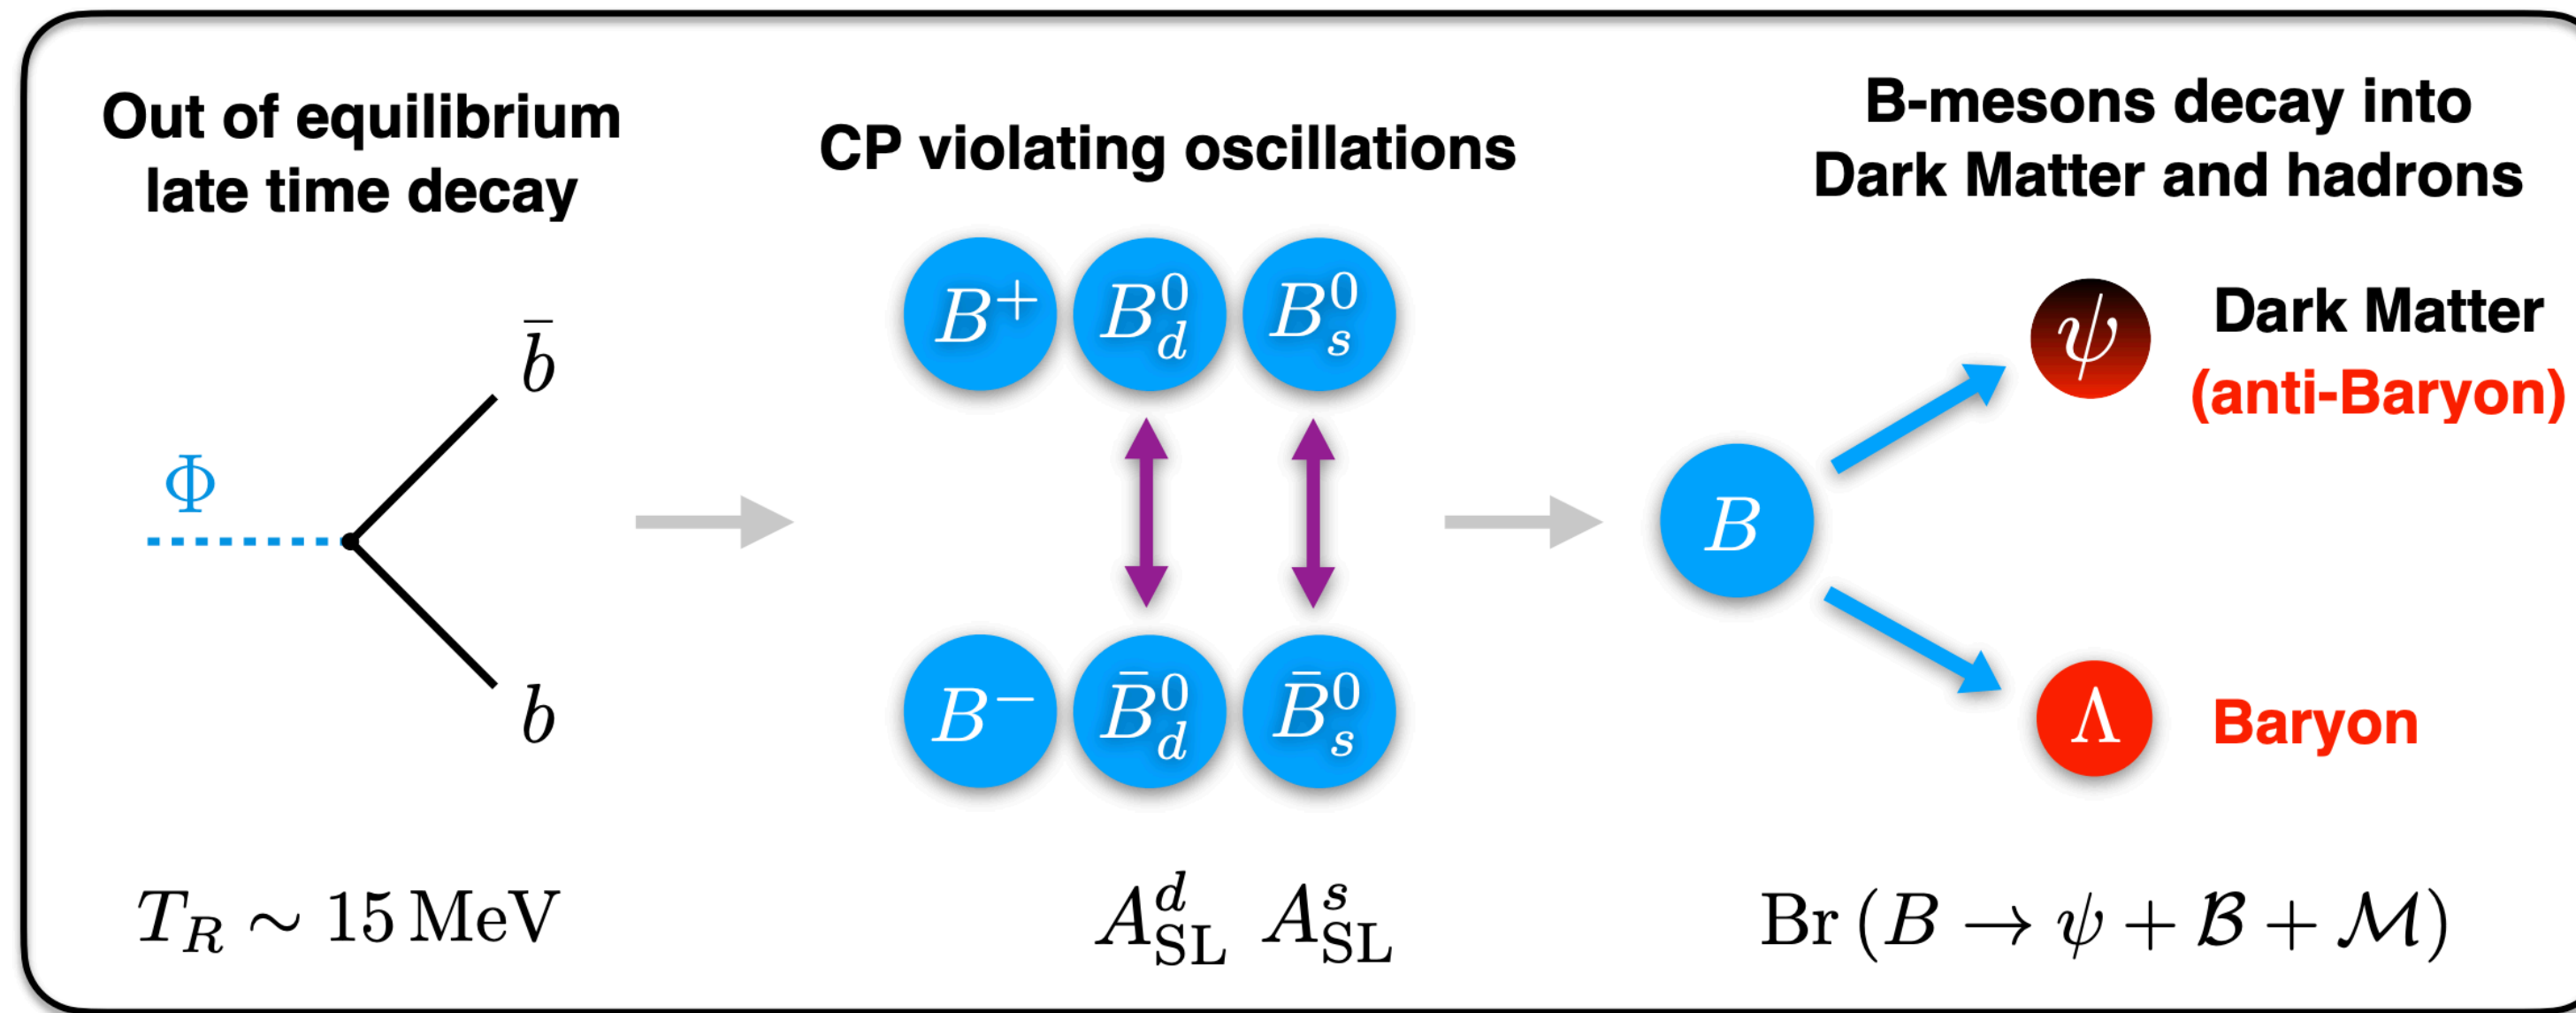 Out of equilibrium
late time decay
Φ
b̄
b
T_R ∼ 15 MeV
CP violating oscillations
B⁺ B⁰_d B⁰_s
B⁻ B̄⁰_d B̄⁰_s
A^d_SL A^s_SL
B-mesons decay into
Dark Matter and hadrons
B
ψ Dark Matter
(anti-Baryon)
Λ Baryon
Br (B → ψ + ℬ + ℳ)